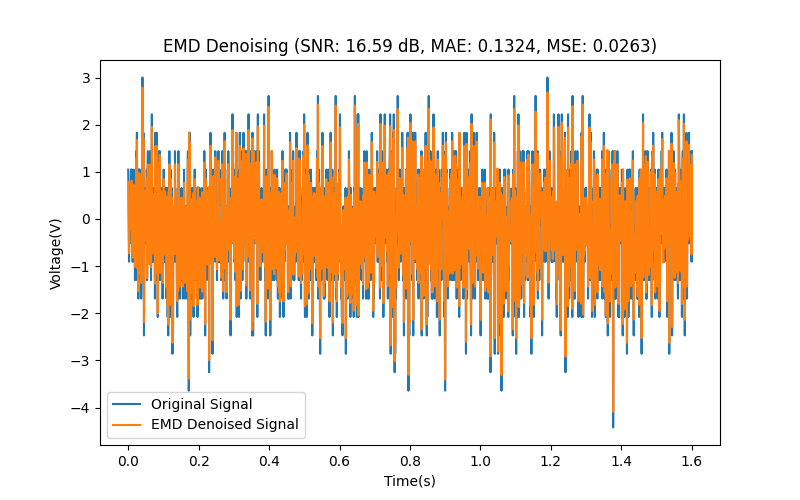 EMD Denoising (SNR: 16.59 dB, MAE: 0.1324, MSE: 0.0263)
3
2
1
0
−1
−2
−3
−4
Voltage(V)
Original Signal
EMD Denoised Signal
0.0 0.2 0.4 0.6 0.8 1.0 1.2 1.4 1.6
Time(s)